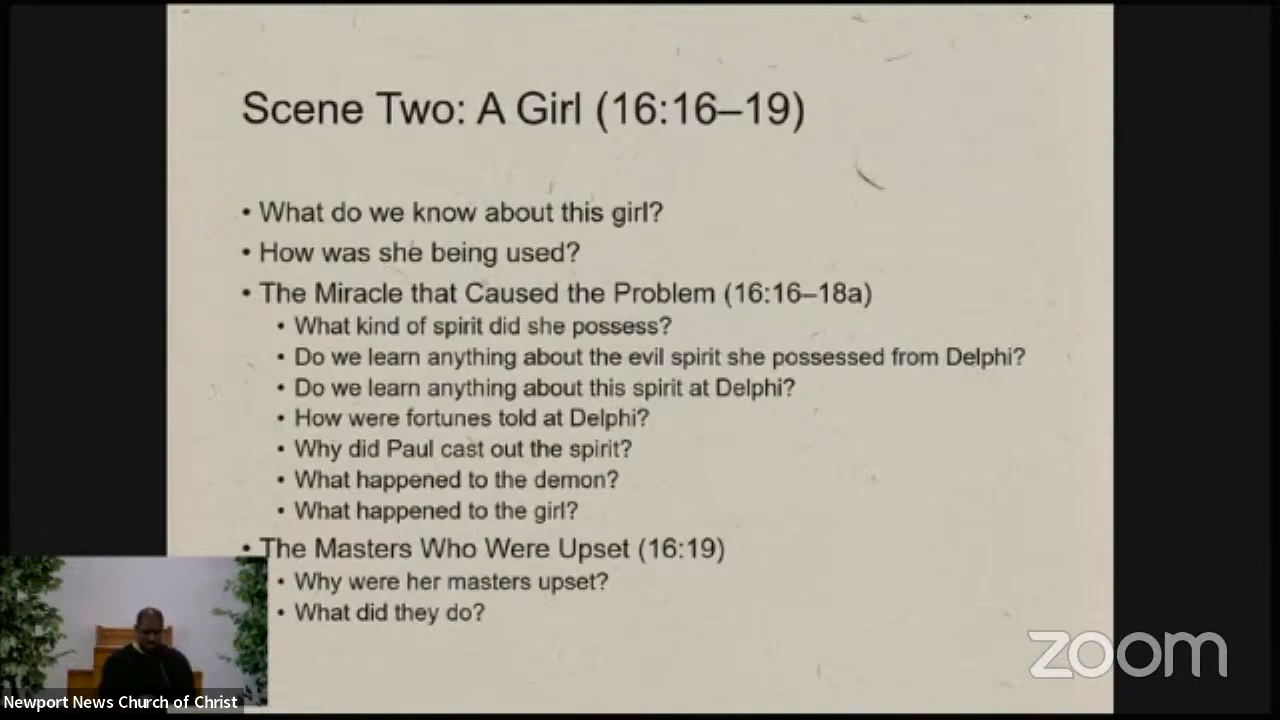 Scene Two: A Girl (16:16–19)
• What do we know about this girl?
• How was she being used?
• The Miracle that Caused the Problem (16:16–18a)
• What kind of spirit did she possess?
• Do we learn anything about the evil spirit she possessed from Delphi?
• Do we learn anything about this spirit at Delphi?
• How were fortunes told at Delphi?
• Why did Paul cast out the spirit?
• What happened to the demon?
• What happened to the girl?
• The Masters Who Were Upset (16:19)
• Why were her masters upset?
• What did they do?
zoom
Newport News Church of Christ